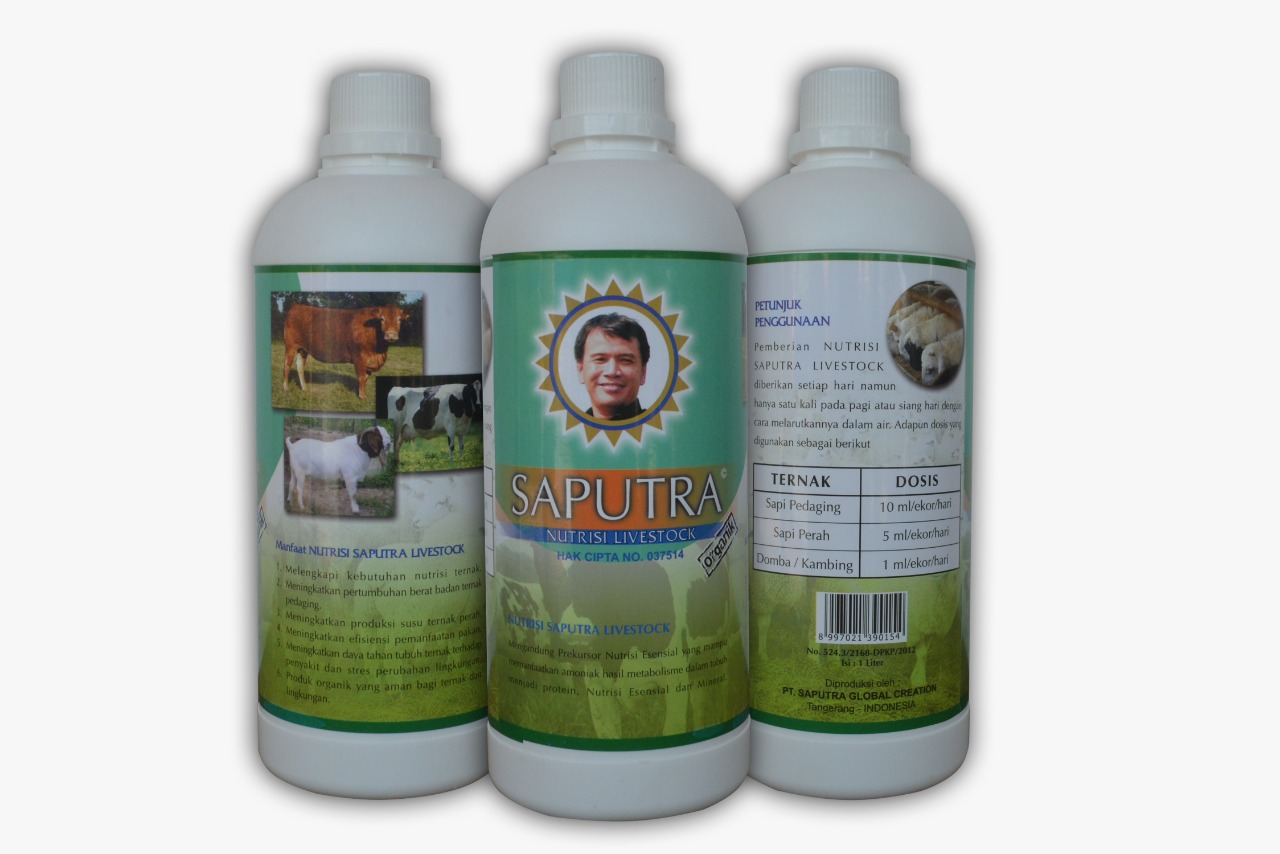 Manfaat NUTRISI SAPUTRA LIVESTOCK
1. Melengkapi kebutuhan nutrisi ternak.
2. Meningkatkan pertumbuhan berat badan ternak
pedaging.
3. Meningkatkan produksi susu ternak perah.
4. Meningkatkan efisiensi pemanfaatan pakan.
5. Meningkatkan daya tahan tubuh ternak terhadap
penyakit dan stres perubahan lingkungan.
6. Produk organik yang aman bagi ternak dan
lingkungan.
SAPUTRA©
NUTRISI LIVESTOCK
HAK CIPTA NO. 037514
organik
NUTRISI SAPUTRA LIVESTOCK
Mengandung Prekursor Nutrisi Esensial yang mampu
memanfaatkan amoniak hasil metabolisme dalam tubuh
menjadi protein, Nutrisi Esensial dan Mineral.
PETUNJUK
PENGGUNAAN
Pemberian NUTRISI
SAPUTRA LIVESTOCK
diberikan setiap hari namun
hanya satu kali pada pagi atau siang hari dengan
cara melarutkannya dalam air. Adapun dosis yang
digunakan sebagai berikut
TERNAK DOSIS
Sapi Pedaging 10 ml/ekor/hari
Sapi Perah 5 ml/ekor/hari
Domba / Kambing 1 ml/ekor/hari
8 997021 390154
No. 524.3/2168-DPKP/2012
Isi : 1 Liter
Diproduksi oleh :
PT. SAPUTRA GLOBAL CREATION
Tangerang - INDONESIA